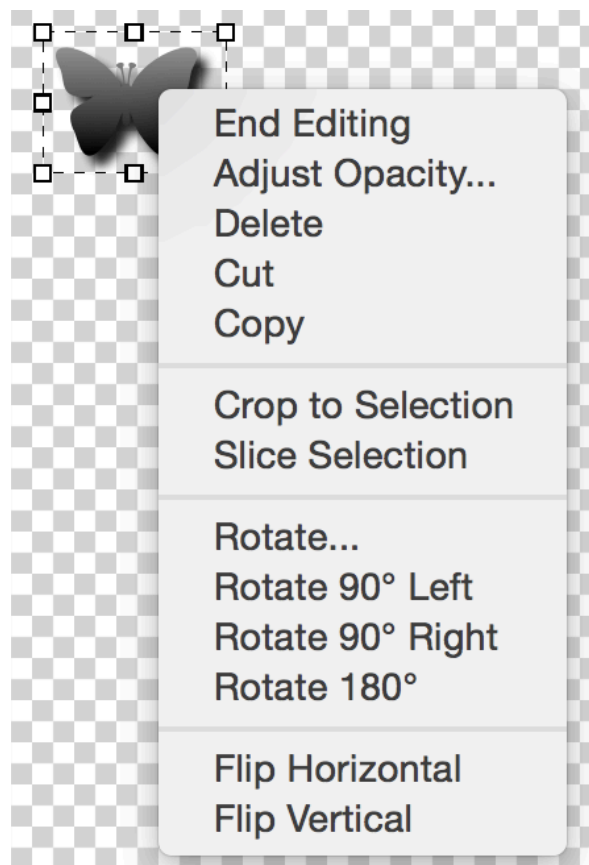 End Editing
Adjust Opacity...
Delete
Cut
Copy
Crop to Selection
Slice Selection
Rotate...
Rotate 90° Left
Rotate 90° Right
Rotate 180°
Flip Horizontal
Flip Vertical